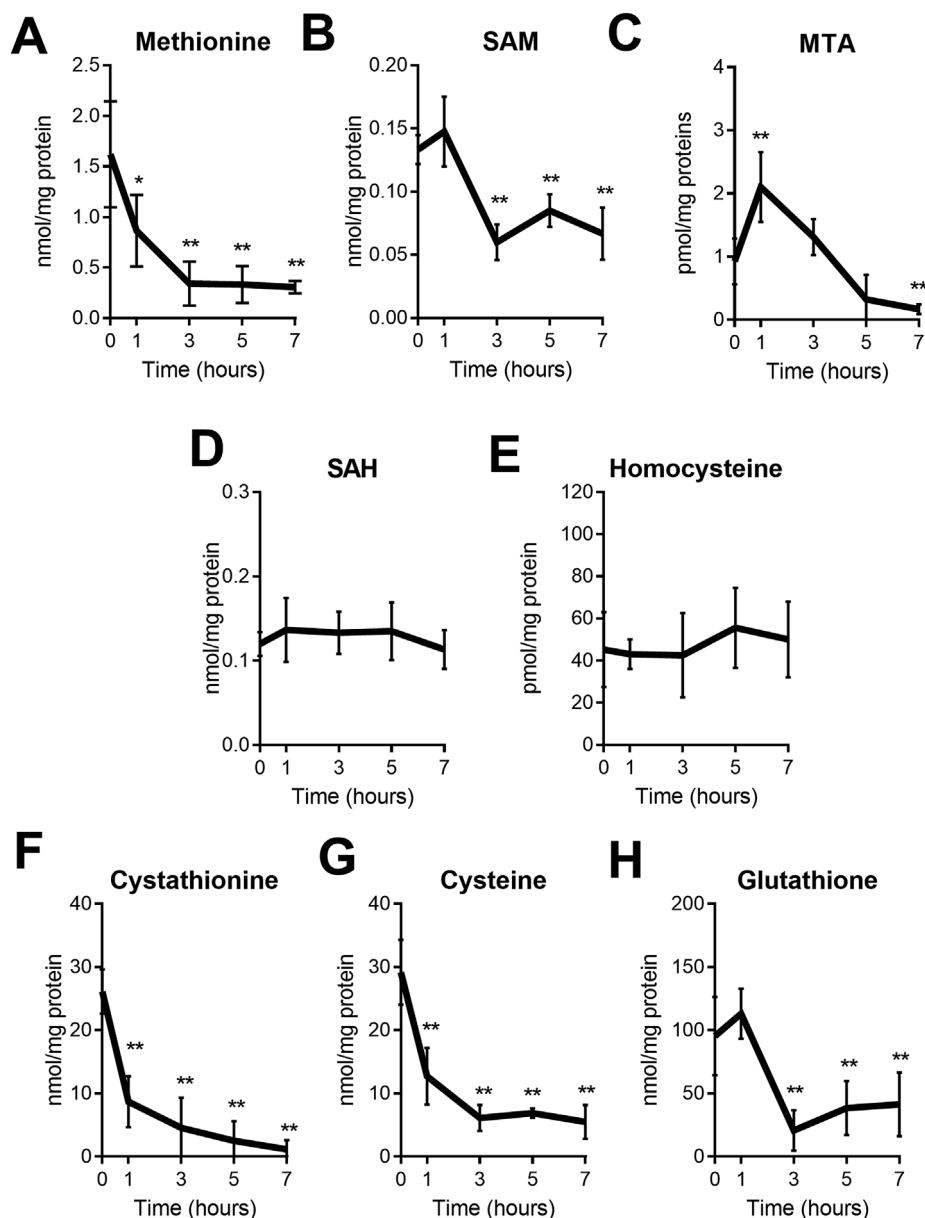 A
Methionine
nmol/mg protein
2.5
2.0
1.5
1.0
0.5
0.0
*
**
**
**
0 1 3 5 7
Time (hours)
B
SAM
nmol/mg protein
0.20
0.15
0.10
0.05
0.00
**
**
**
0 1 3 5 7
Time (hours)
C
MTA
pmol/mg proteins
4
3
2
1
0
**
**
0 1 3 5 7
Time (hours)
D
SAH
nmol/mg protein
0.3
0.2
0.1
0.0
0 1 3 5 7
Time (hours)
E
Homocysteine
pmol/mg protein
120
100
80
60
40
20
0
0 1 3 5 7
Time (hours)
F
Cystathionine
nmol/mg protein
40
30
20
10
0
**
**
**
**
0 1 3 5 7
Time (hours)
G
Cysteine
nmol/mg protein
40
30
20
10
0
**
**
**
**
0 1 3 5 7
Time (hours)
H
Glutathione
nmol/mg protein
200
150
100
50
0
**
**
**
0 1 3 5 7
Time (hours)